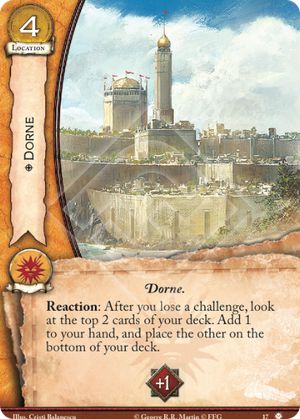 4
LOCATION
DORNE
Dorne.
Reaction: After you lose a challenge, look
at the top 2 cards of your deck. Add 1
to your hand, and place the other on the
bottom of your deck.
+1
Illus. Cristi Balanescu © George R.R. Martin © FFG 17